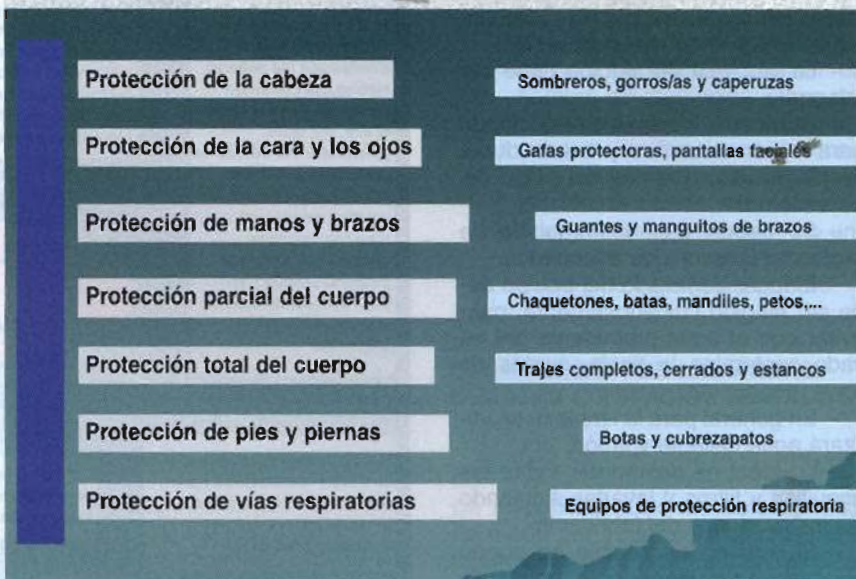 Protección de la cabeza
Sombreros, gorros/as y caperuzas
Protección de la cara y los ojos
Gafas protectoras, pantallas faciales
Protección de manos y brazos
Guantes y manguitos de brazos
Protección parcial del cuerpo
Chaquetones, batas, mandiles, petos,...
Protección total del cuerpo
Trajes completos, cerrados y estancos
Protección de pies y piernas
Botas y cubrezapatos
Protección de vías respiratorias
Equipos de protección respiratoria